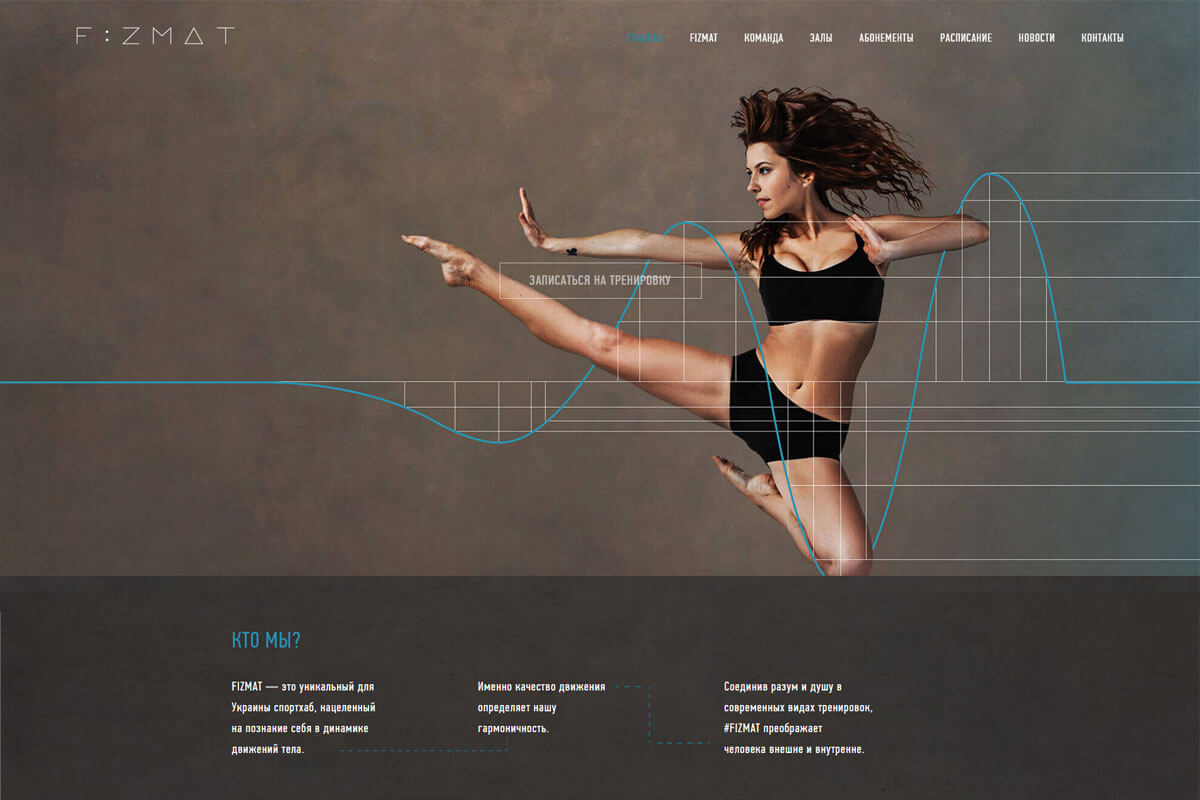 F:ZMAT
ГЛАВНАЯ FIZMAT КОМАНДА ЗАЛЫ АБОНЕМЕНТЫ РАСПИСАНИЕ НОВОСТИ КОНТАКТЫ
ЗАПИСАТЬСЯ НА ТРЕНИРОВКУ
КТО МЫ?
FIZMAT — это уникальный для
Украины спортхаб, нацеленный
на познание себя в динамике
движений тела.
Именно качество движения
определяет нашу
гармоничность.
Соединив разум и душу в
современных видах тренировок,
#FIZMAT преображает
человека внешне и внутренне.